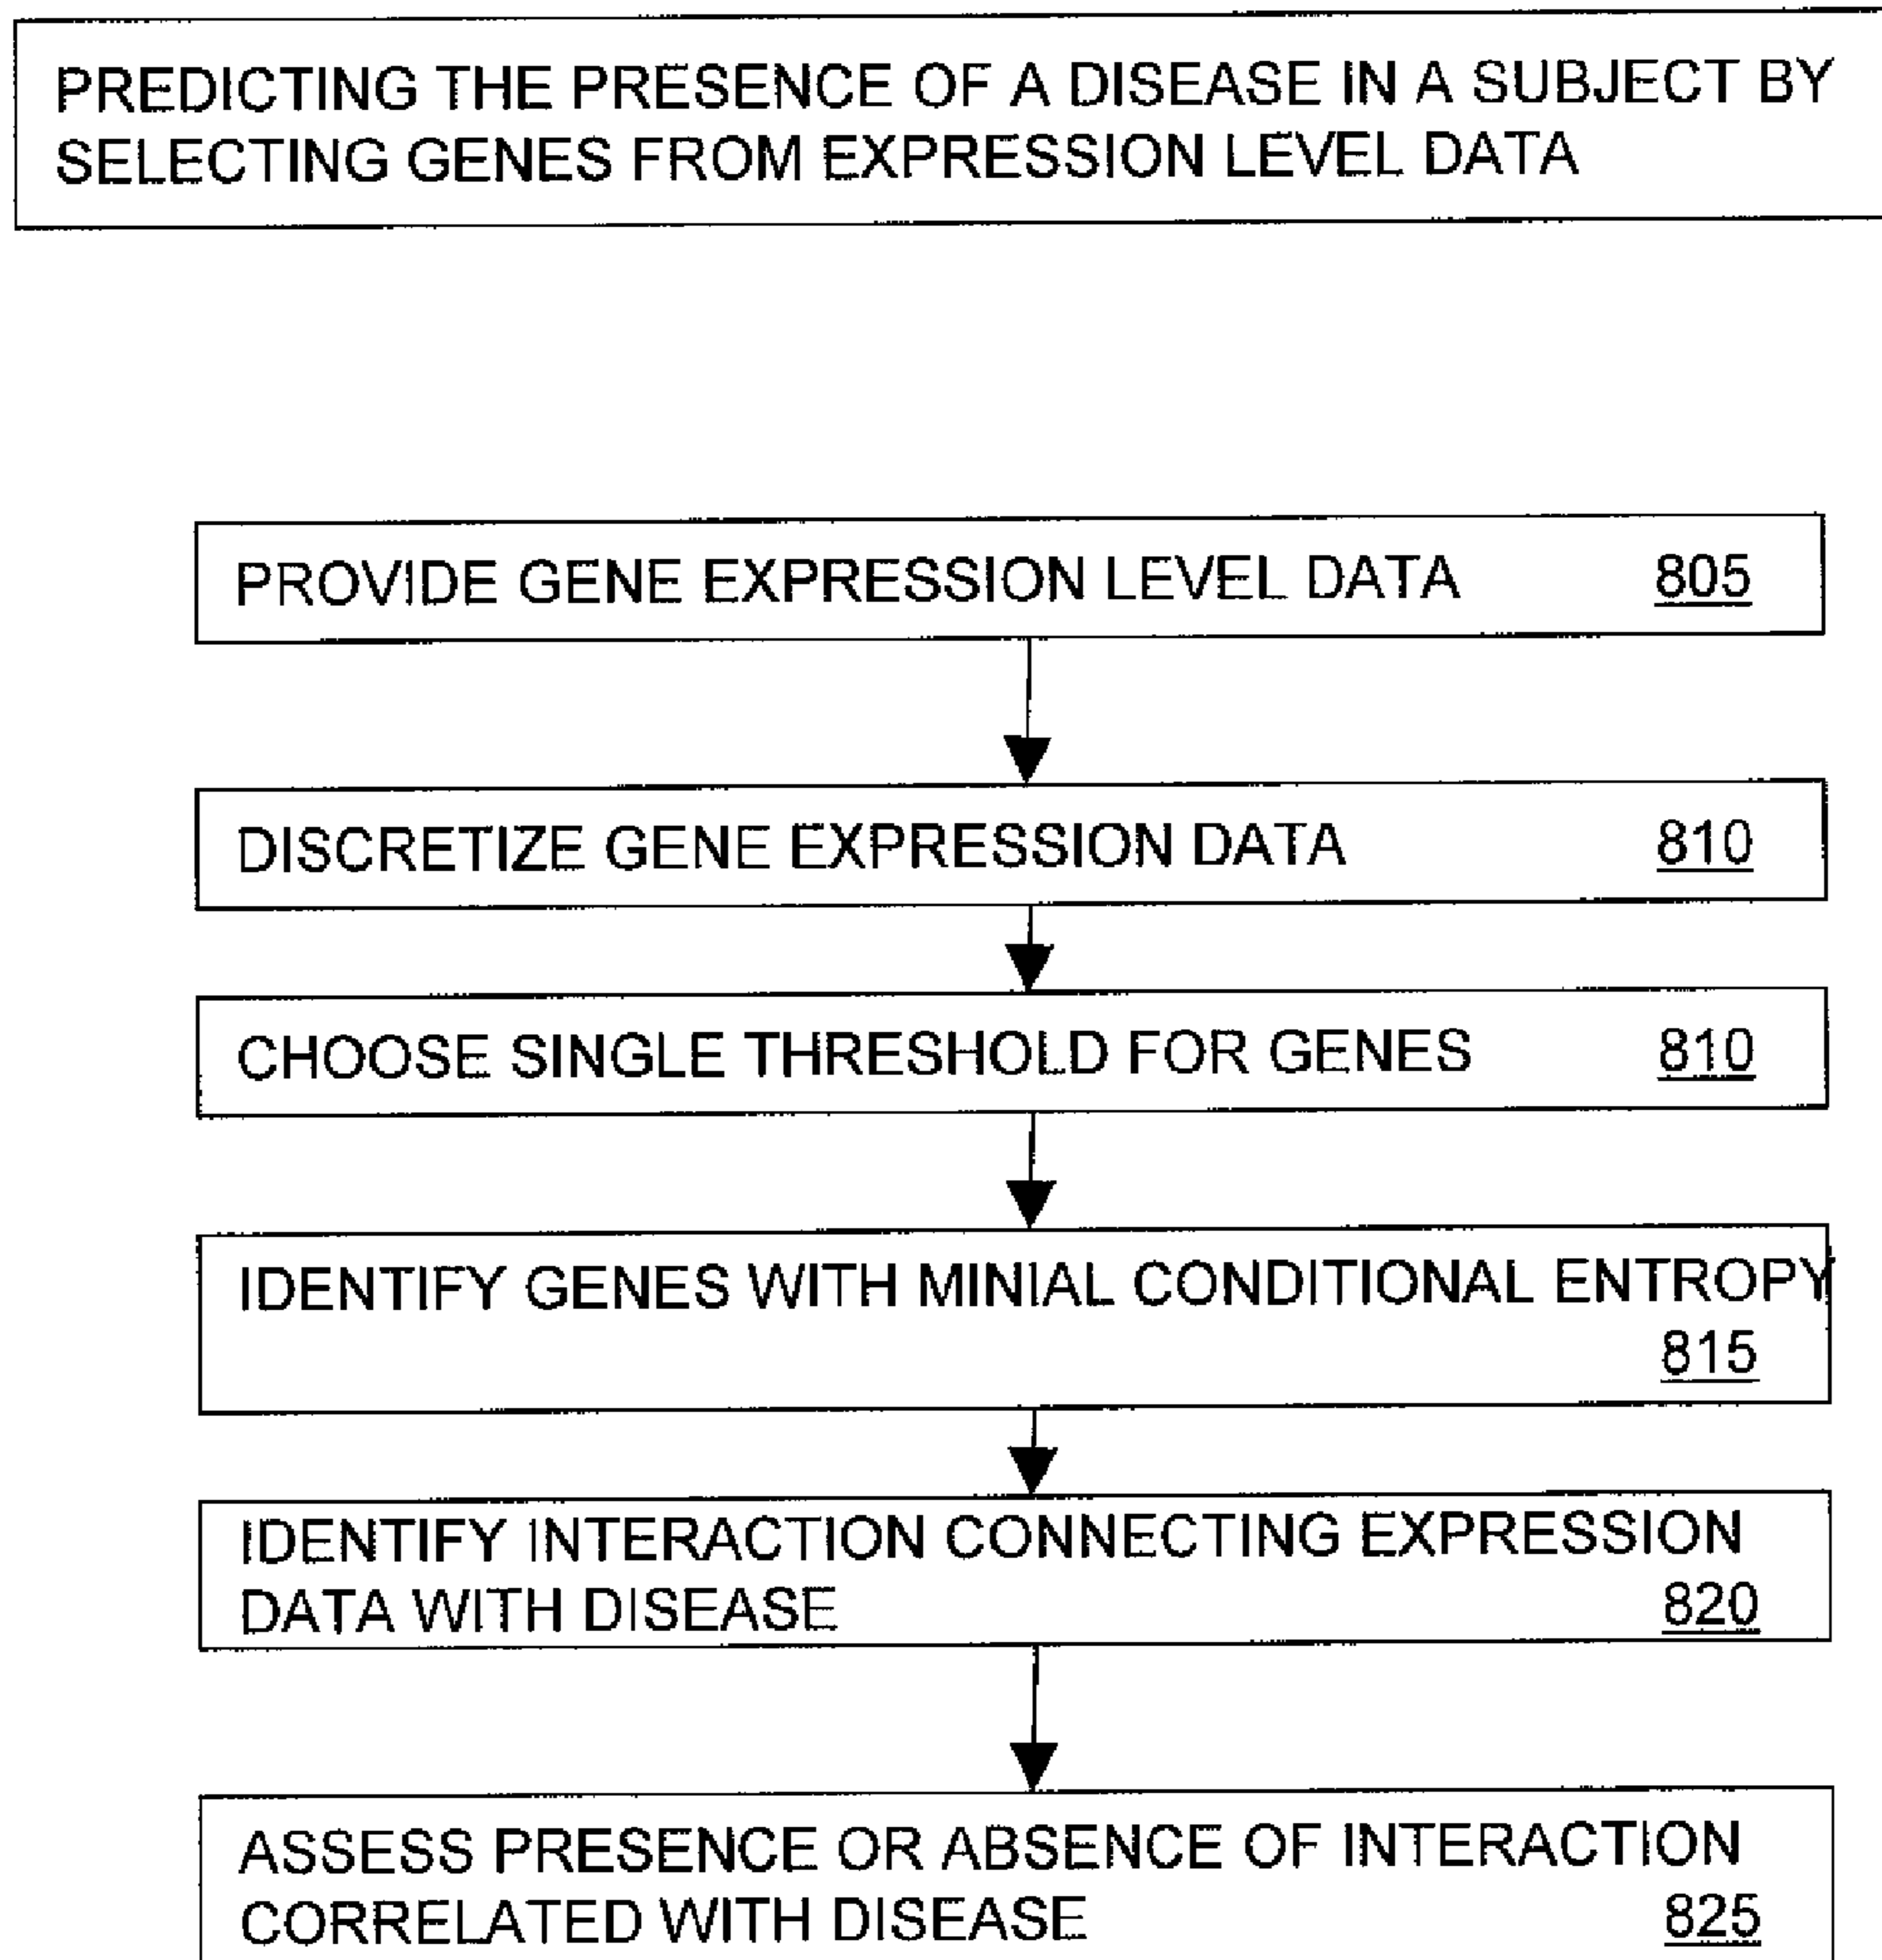 PREDICTING THE PRESENCE OF A DISEASE IN A SUBJECT BY
SELECTING GENES FROM EXPRESSION LEVEL DATA
PROVIDE GENE EXPRESSION LEVEL DATA 805
DISCRETIZE GENE EXPRESSION DATA 810
CHOOSE SINGLE THRESHOLD FOR GENES 810
IDENTIFY GENES WITH MINIAL CONDITIONAL ENTROPY
815
IDENTIFY INTERACTION CONNECTING EXPRESSION
DATA WITH DISEASE 820
ASSESS PRESENCE OR ABSENCE OF INTERACTION
CORRELATED WITH DISEASE 825